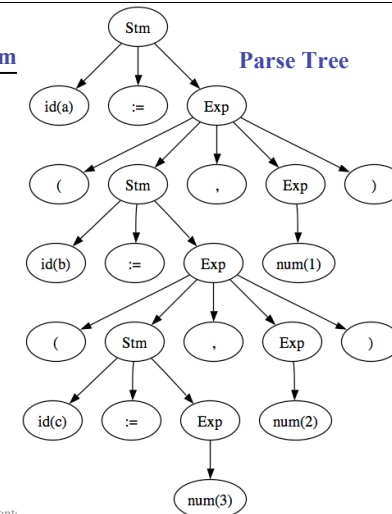 Stm
m
Parse Tree
id(a) := Exp
( Stm , Exp )
id(b) := Exp num(1)
( Stm , Exp )
id(c) := Exp num(2)
num(3)